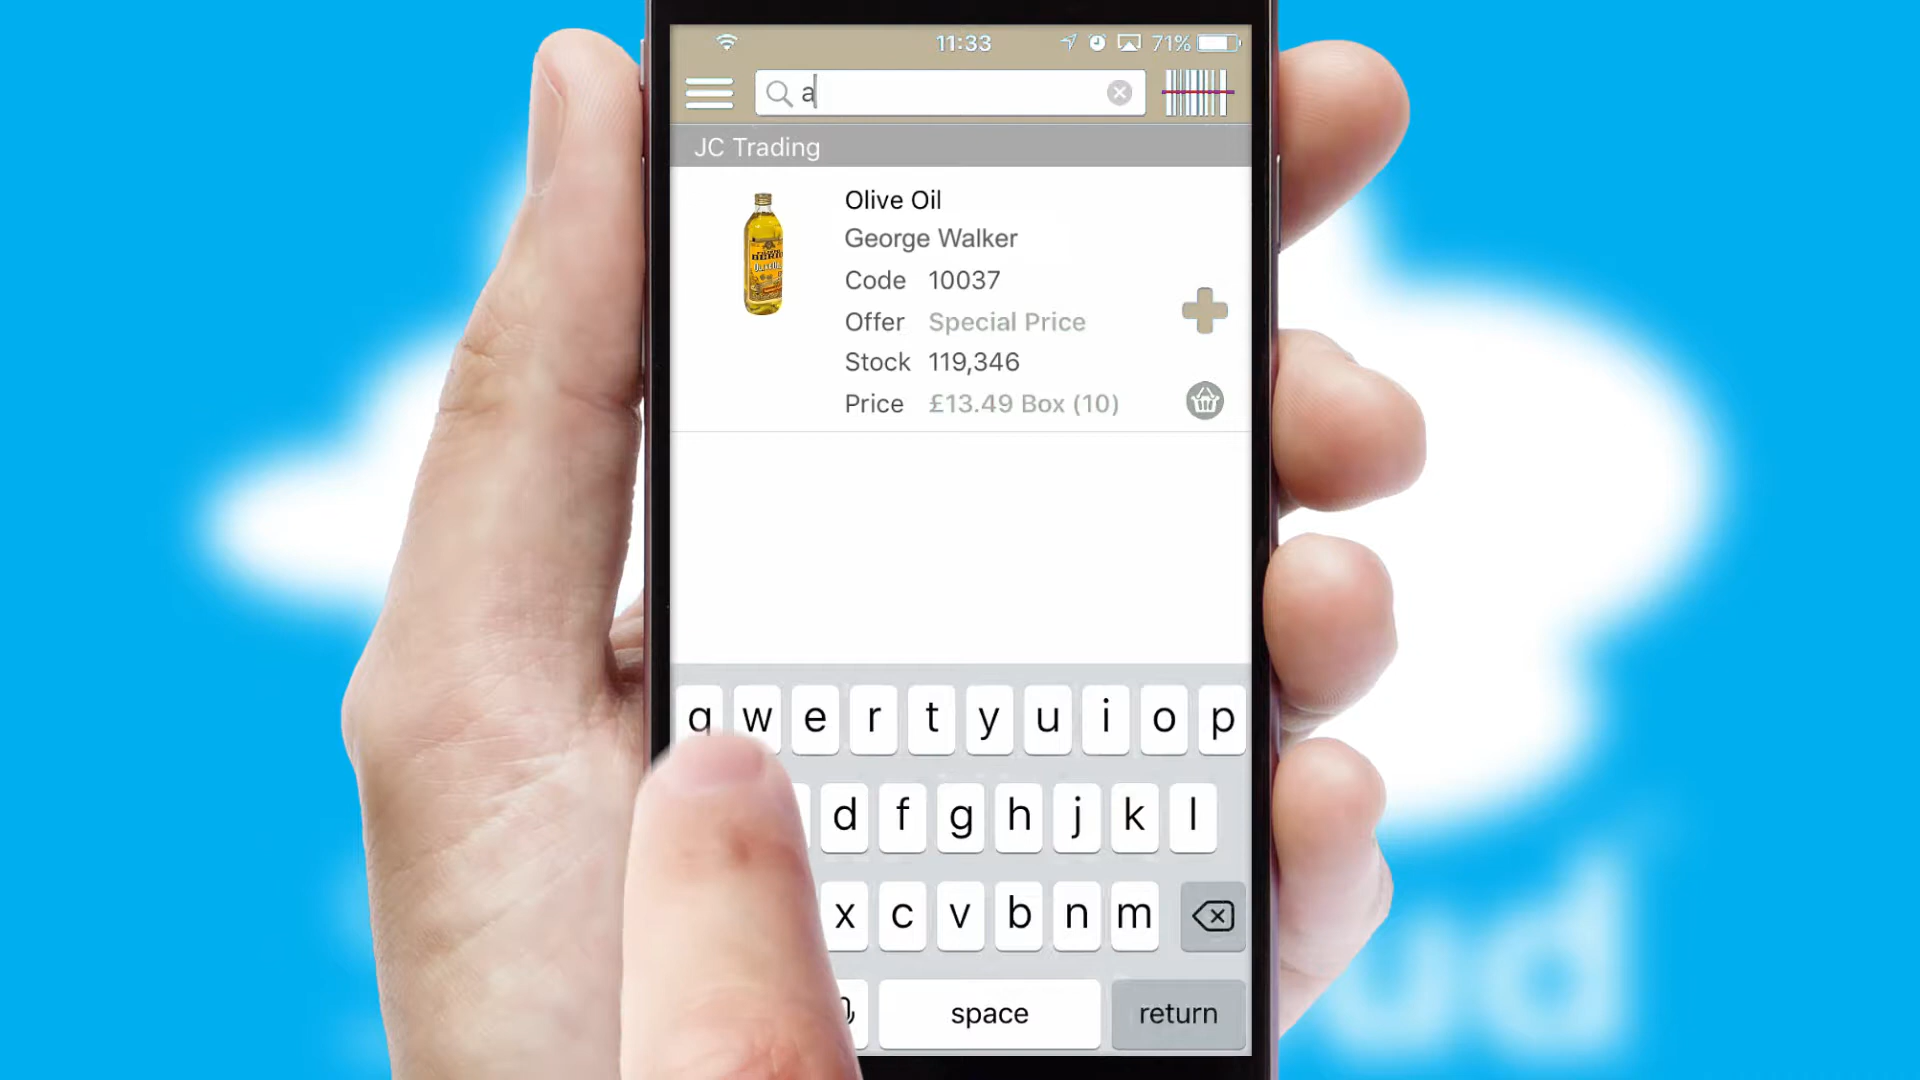 11:33 71%
a
JC Trading
Olive Oil
George Walker
Code 10037
Offer Special Price
Stock 119,346
Price £13.49 Box (10)
q w e r t y u i o p
d f g h j k l
x c v b n m
space return
ud